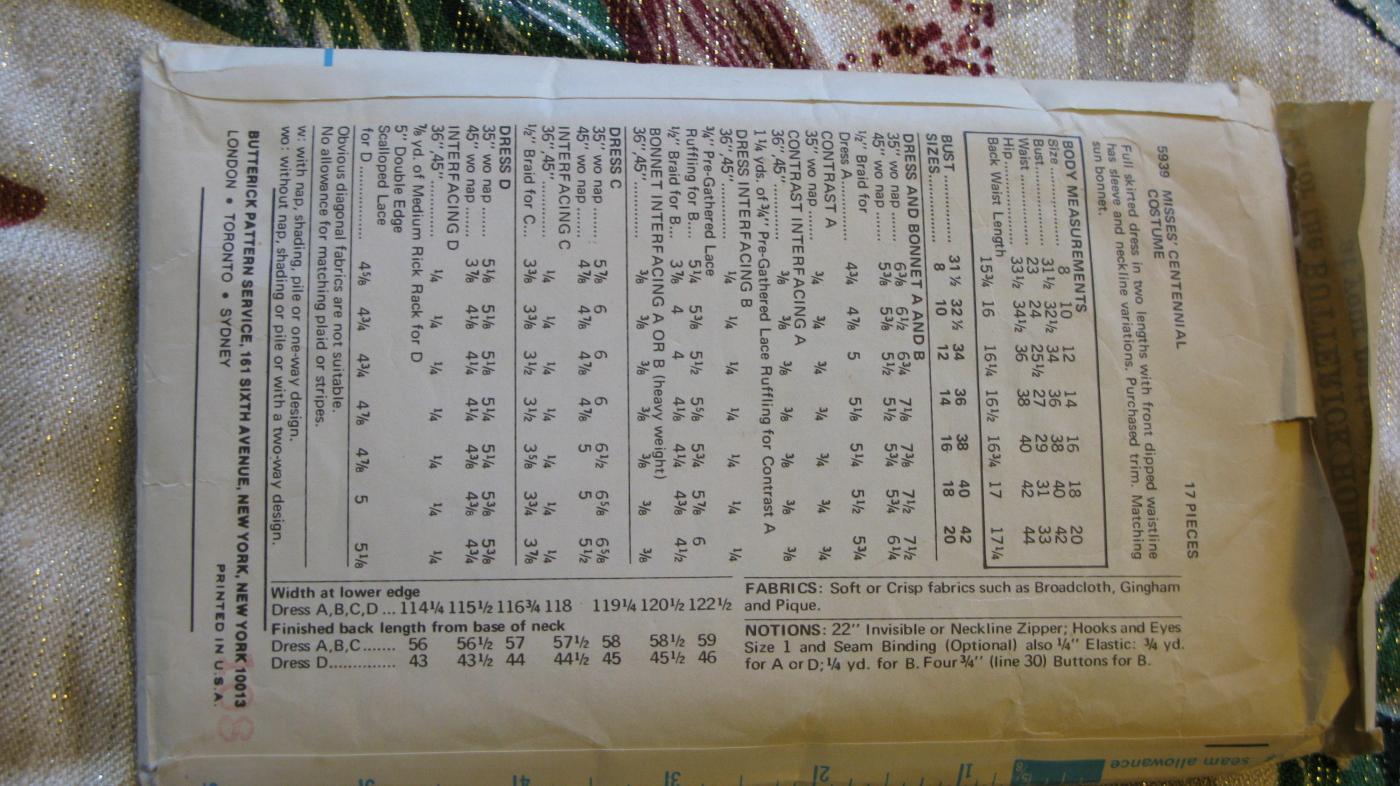 5939 MISSES' CENTENNIAL COSTUME 17 PIECES
Full skirted dress in two lengths with front dipped waistline
has sleeve and neckline variations. Purchased trim. Matching
sun bonnet.
BODY MEASUREMENTS
Size .......... 8 10 12 14 16 18 20
Bust .......... 31½ 32½ 34 36 38 40 42
Waist .......... 23 24 25½ 27 29 31 33
Hip .......... 33½ 34½ 36 38 40 42 44
Back Waist Length 15¾ 16 16¼ 16½ 16¾ 17 17¼
BUST .......... 31½ 32½ 34 36 38 40 42
SIZES .......... 8 10 12 14 16 18 20
DRESS AND BONNET A AND B
35" wo nap ...... 6⅜ 6½ 6¾ 7⅛ 7⅜ 7½ 7½
45" wo nap ...... 5⅜ 5⅜ 5½ 5½ 5¾ 5¾ 6¼
½" Braid for
Dress A.......... 4¾ 4⅞ 5 5⅛ 5¼ 5½ 5¾
CONTRAST A
35" wo nap ...... ¾ ¾ ¾ ¾ ¾ ¾ ¾
CONTRAST INTERFACING A
36", 45".......... ⅜ ⅜ ⅜ ⅜ ⅜ ⅜ ⅜
1¼ yds. of ¾" Pre-Gathered Lace Ruffling for Contrast A
DRESS INTERFACING B
36", 45".......... ¼ ¼ ¼ ¼ ¼ ¼ ¼
¾" Pre-Gathered Lace
Ruffling for B... 5¼ 5⅜ 5½ 5⅝ 5¾ 5⅞ 6
½" Braid for B... 3⅞ 4 4 4⅛ 4¼ 4⅜ 4½
BONNET INTERFACING A OR B (heavy weight)
36", 45".......... ⅜ ⅜ ⅜ ⅜ ⅜ ⅜ ⅜
DRESS C
35" wo nap ...... 5⅞ 6 6 6 6½ 6⅝ 6⅝
45" wo nap ...... 4⅞ 4⅞ 4⅞ 4⅞ 5 5 5½
INTERFACING C
36", 45".......... ¼ ¼ ¼ ¼ ¼ ¼ ¼
½" Braid for C... 3⅜ 3⅜ 3½ 3½ 3⅝ 3¾ 3⅞
DRESS D
35" wo nap ...... 5⅛ 5⅛ 5⅛ 5¼ 5¼ 5⅜ 5⅜
45" wo nap ...... 3⅞ 4⅛ 4¼ 4¼ 4⅜ 4⅜ 4¾
INTERFACING D
36", 45".......... ¼ ¼ ¼ ¼ ¼ ¼ ¼
⅞ yd. of Medium Rick Rack for D
5" Double Edge
Scalloped Lace
for D .......... 4⅝ 4¾ 4¾ 4⅞ 4⅞ 5 5⅛
Obvious diagonal fabrics are not suitable.
No allowance for matching plaid or stripes.
w: with nap, shading, pile or one-way design.
wo: without nap, shading or pile or with a two-way design.
BUTTERICK PATTERN SERVICE, 161 SIXTH AVENUE, NEW YORK, NEW YORK 10013
LONDON • TORONTO • SYDNEY PRINTED IN U.S.A.
FABRICS: Soft or Crisp fabrics such as Broadcloth, Gingham
and Pique.
NOTIONS: 22" Invisible or Neckline Zipper; Hooks and Eyes
Size 1 and Seam Binding (Optional) also ¼" Elastic: ¾ yd.
for A or D; ¼ yd. for B. Four ¾" (line 30) Buttons for B.
Width at lower edge
Dress A,B,C,D ... 114¼ 115½ 116¾ 118 119¼ 120½ 122½
Finished back length from base of neck
Dress A,B,C....... 56 56½ 57 57½ 58 58½ 59
Dress D............... 43 43½ 44 44½ 45 45½ 46
seam allowance
⅝
1
2
3
4